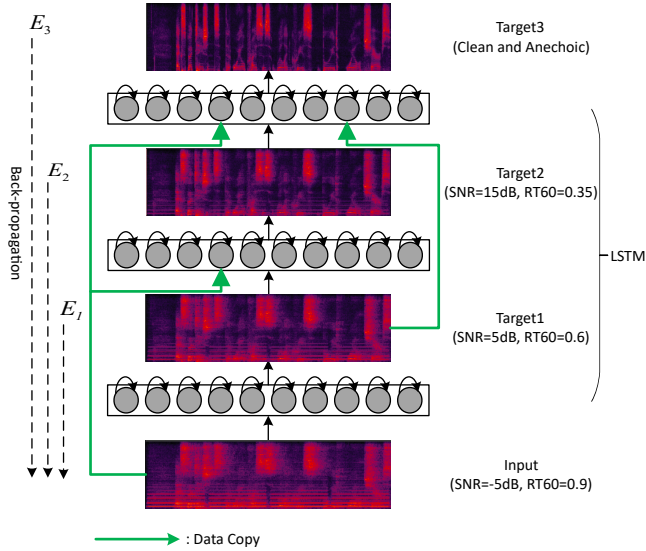 E3
Target3
(Clean and Anechoic)
Back-propagation
E2
Target2
(SNR=15dB, RT60=0.35)
LSTM
E1
Target1
(SNR=5dB, RT60=0.6)
Input
(SNR=-5dB, RT60=0.9)
: Data Copy